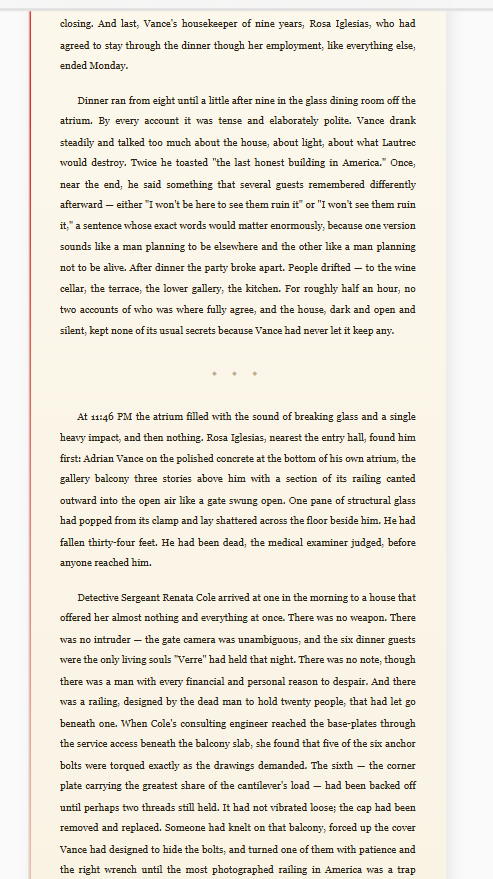 closing. And last, Vance's housekeeper of nine years, Rosa Iglesias, who had
agreed to stay through the dinner though her employment, like everything else,
ended Monday.
Dinner ran from eight until a little after nine in the glass dining room off the
atrium. By every account it was tense and elaborately polite. Vance drank
steadily and talked too much about the house, about light, about what Lautrec
would destroy. Twice he toasted "the last honest building in America." Once,
near the end, he said something that several guests remembered differently
afterward — either "I won't be here to see them ruin it" or "I won't see them ruin
it," a sentence whose exact words would matter enormously, because one version
sounds like a man planning to be elsewhere and the other like a man planning
not to be alive. After dinner the party broke apart. People drifted — to the wine
cellar, the terrace, the lower gallery, the kitchen. For roughly half an hour, no
two accounts of who was where fully agree, and the house, dark and open and
silent, kept none of its usual secrets because Vance had never let it keep any.
At 11:46 PM the atrium filled with the sound of breaking glass and a single
heavy impact, and then nothing. Rosa Iglesias, nearest the entry hall, found him
first: Adrian Vance on the polished concrete at the bottom of his own atrium, the
gallery balcony three stories above him with a section of its railing canted
outward into the open air like a gate swung open. One pane of structural glass
had popped from its clamp and lay shattered across the floor beside him. He had
fallen thirty-four feet. He had been dead, the medical examiner judged, before
anyone reached him.
Detective Sergeant Renata Cole arrived at one in the morning to a house that
offered her almost nothing and everything at once. There was no weapon. There
was no intruder — the gate camera was unambiguous, and the six dinner guests
were the only living souls "Verre" had held that night. There was no note, though
there was a man with every financial and personal reason to despair. And there
was a railing, designed by the dead man to hold twenty people, that had let go
beneath one. When Cole's consulting engineer reached the base-plates through
the service access beneath the balcony slab, she found that five of the six anchor
bolts were torqued exactly as the drawings demanded. The sixth — the corner
plate carrying the greatest share of the cantilever's load — had been backed off
until perhaps two threads still held. It had not vibrated loose; the cap had been
removed and replaced. Someone had knelt on that balcony, forced up the cover
Vance had designed to hide the bolts, and turned one of them with patience and
the right wrench until the most photographed railing in America was a trap